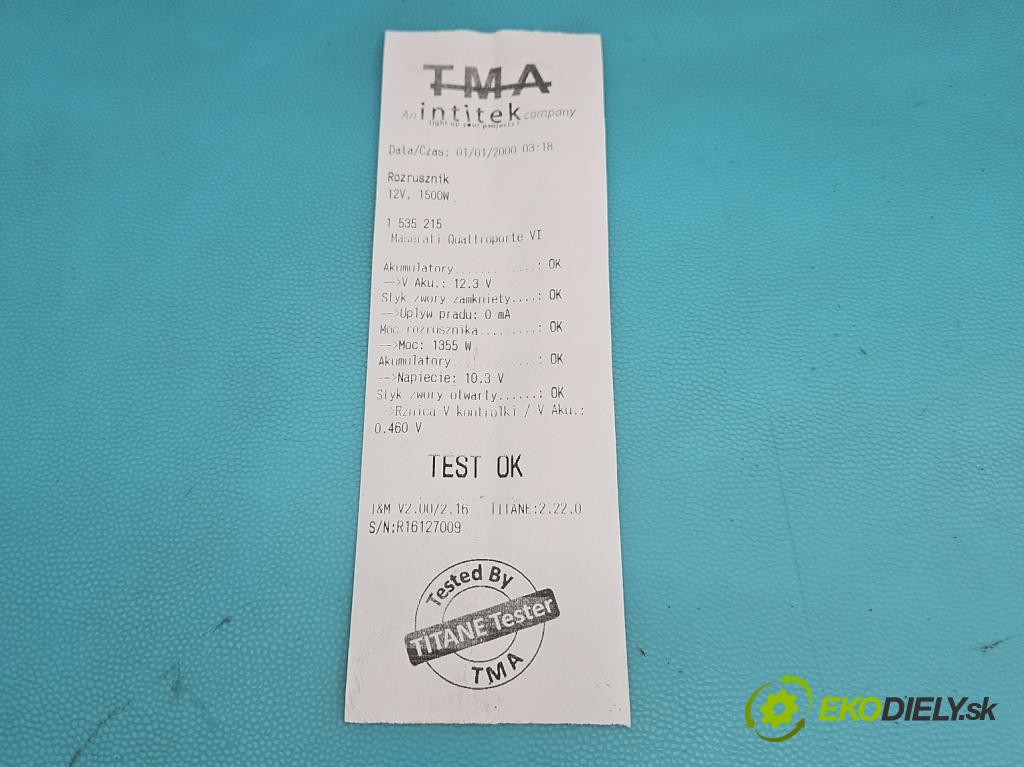 TMA
An intitek company
light up your projects!
Data/Czas: 01/01/2000 03:18
Rozrusznik
12V, 1500W
1 535 215
Maserati Quattroporte VI
Akumulatory.............: OK
-->V Aku.: 12.3 V
Styk zwory zamkniety....: OK
-->Uplyw pradu: 0 mA
Moc rozrusznika.........: OK
-->Moc: 1355 W
Akumulatory.............: OK
-->Napiecie: 10.3 V
Styk zwory otwarty......: OK
-->Rznica V kontrolki / V Aku.:
0.460 V
TEST OK
I&M V2.00/2.16 TITANE:2.22.0
S/N:R16127009
Tested By
TITANE Tester
TMA
EKODIELY.sk